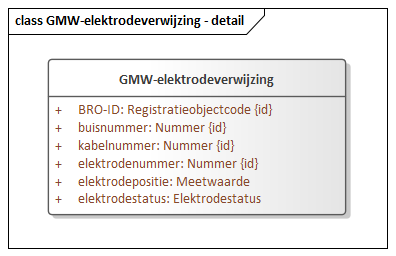 class GMW-elektrodeverwijzing - detail
GMW-elektrodeverwijzing
+ BRO-ID: Registratieobjectcode {id}
+ buisnummer: Nummer {id}
+ kabelnummer: Nummer {id}
+ elektrodenummer: Nummer {id}
+ elektrodepositie: Meetwaarde
+ elektrodestatus: Elektrodestatus